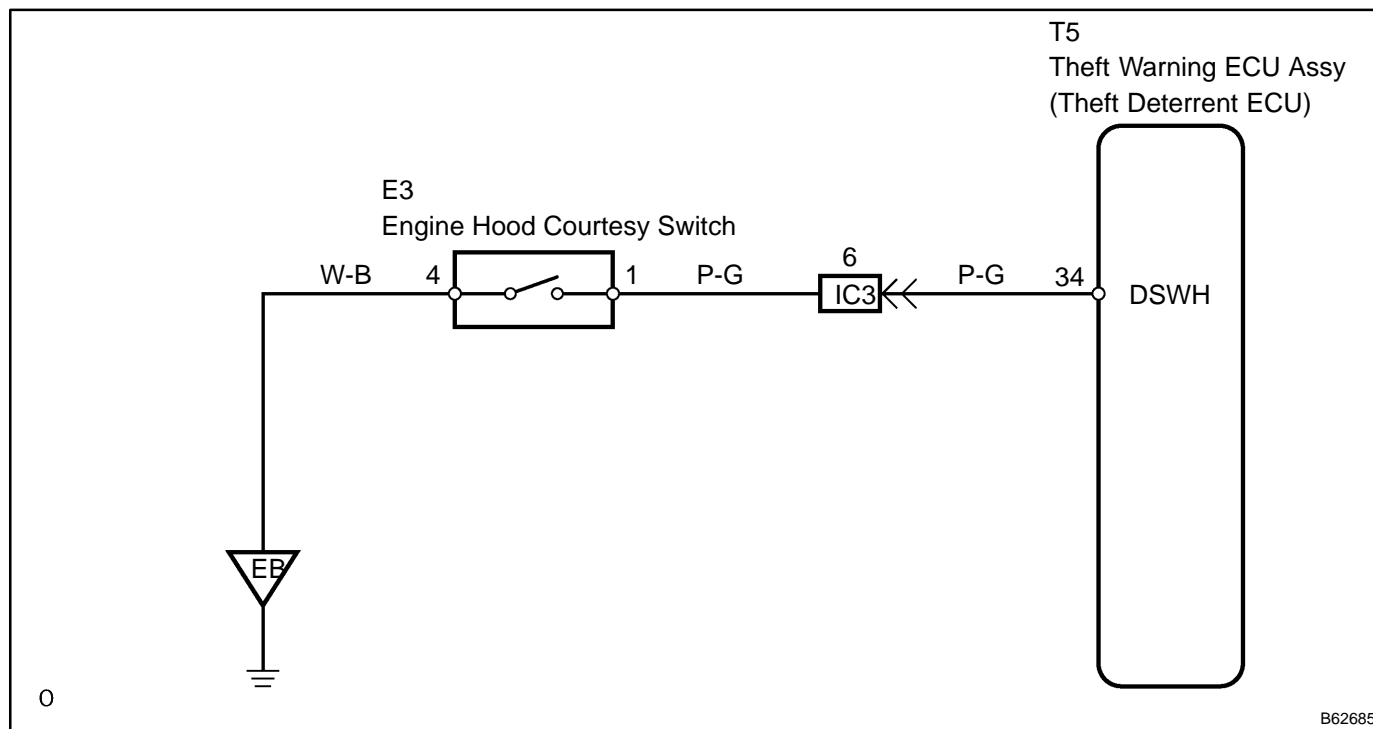 T5
Theft Warning ECU Assy
(Theft Deterrent ECU)
E3
Engine Hood Courtesy Switch
W-B
4
1
P-G
6
IC3
P-G
34
DSWH
EB
O
B62685